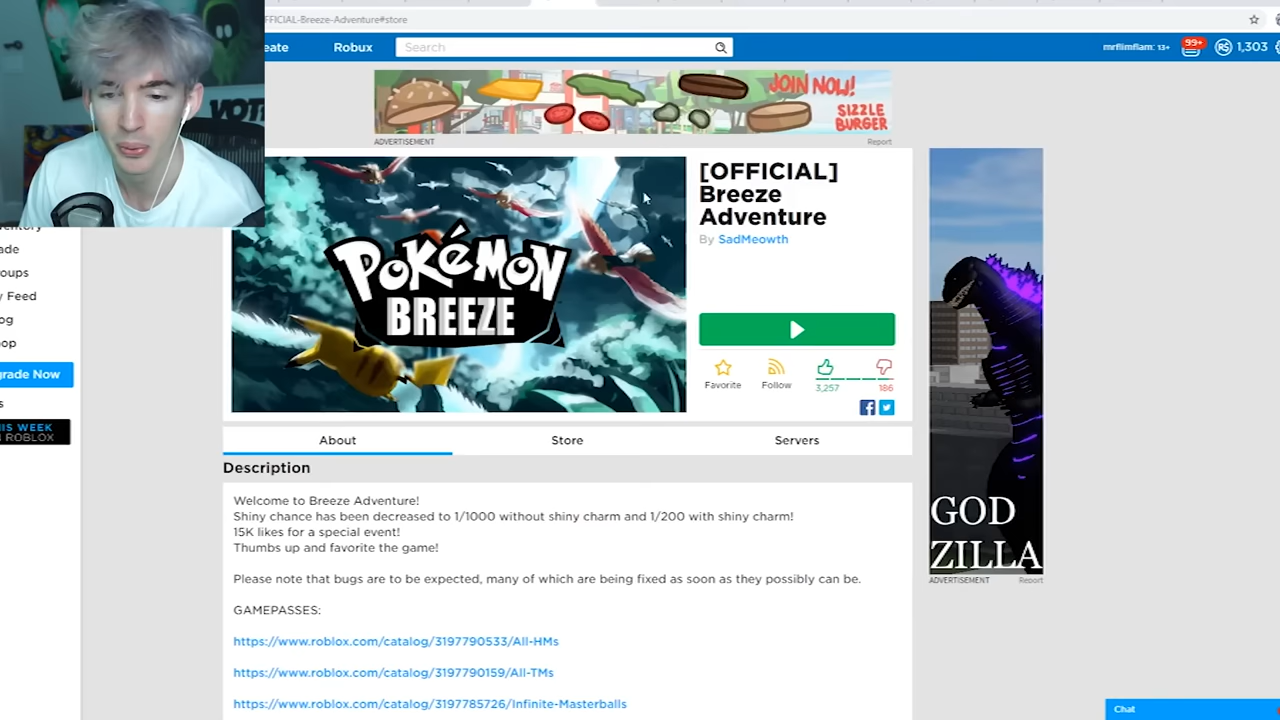 FFICIAL-Breeze-Adventure#store
eate
Robux
Search
mrflimflam: 13+
99+
1,303
VOTE
JOIN NOW!
SIZZLE
BURGER
ADVERTISEMENT
Report
[OFFICIAL]
Breeze
Adventure
By SadMeowth
POKéMON
BREEZE
Favorite
Follow
3,257
186
ventory
ade
oups
y Feed
og
op
grade Now
s
HIS WEEK
N ROBLOX
About
Store
Servers
Description
Welcome to Breeze Adventure!
Shiny chance has been decreased to 1/1000 without shiny charm and 1/200 with shiny charm!
15K likes for a special event!
Thumbs up and favorite the game!
Please note that bugs are to be expected, many of which are being fixed as soon as they possibly can be.
GAMEPASSES:
https://www.roblox.com/catalog/3197790533/All-HMs
https://www.roblox.com/catalog/3197790159/All-TMs
https://www.roblox.com/catalog/3197785726/Infinite-Masterballs
GOD
ZILLA
ADVERTISEMENT
Report
Chat